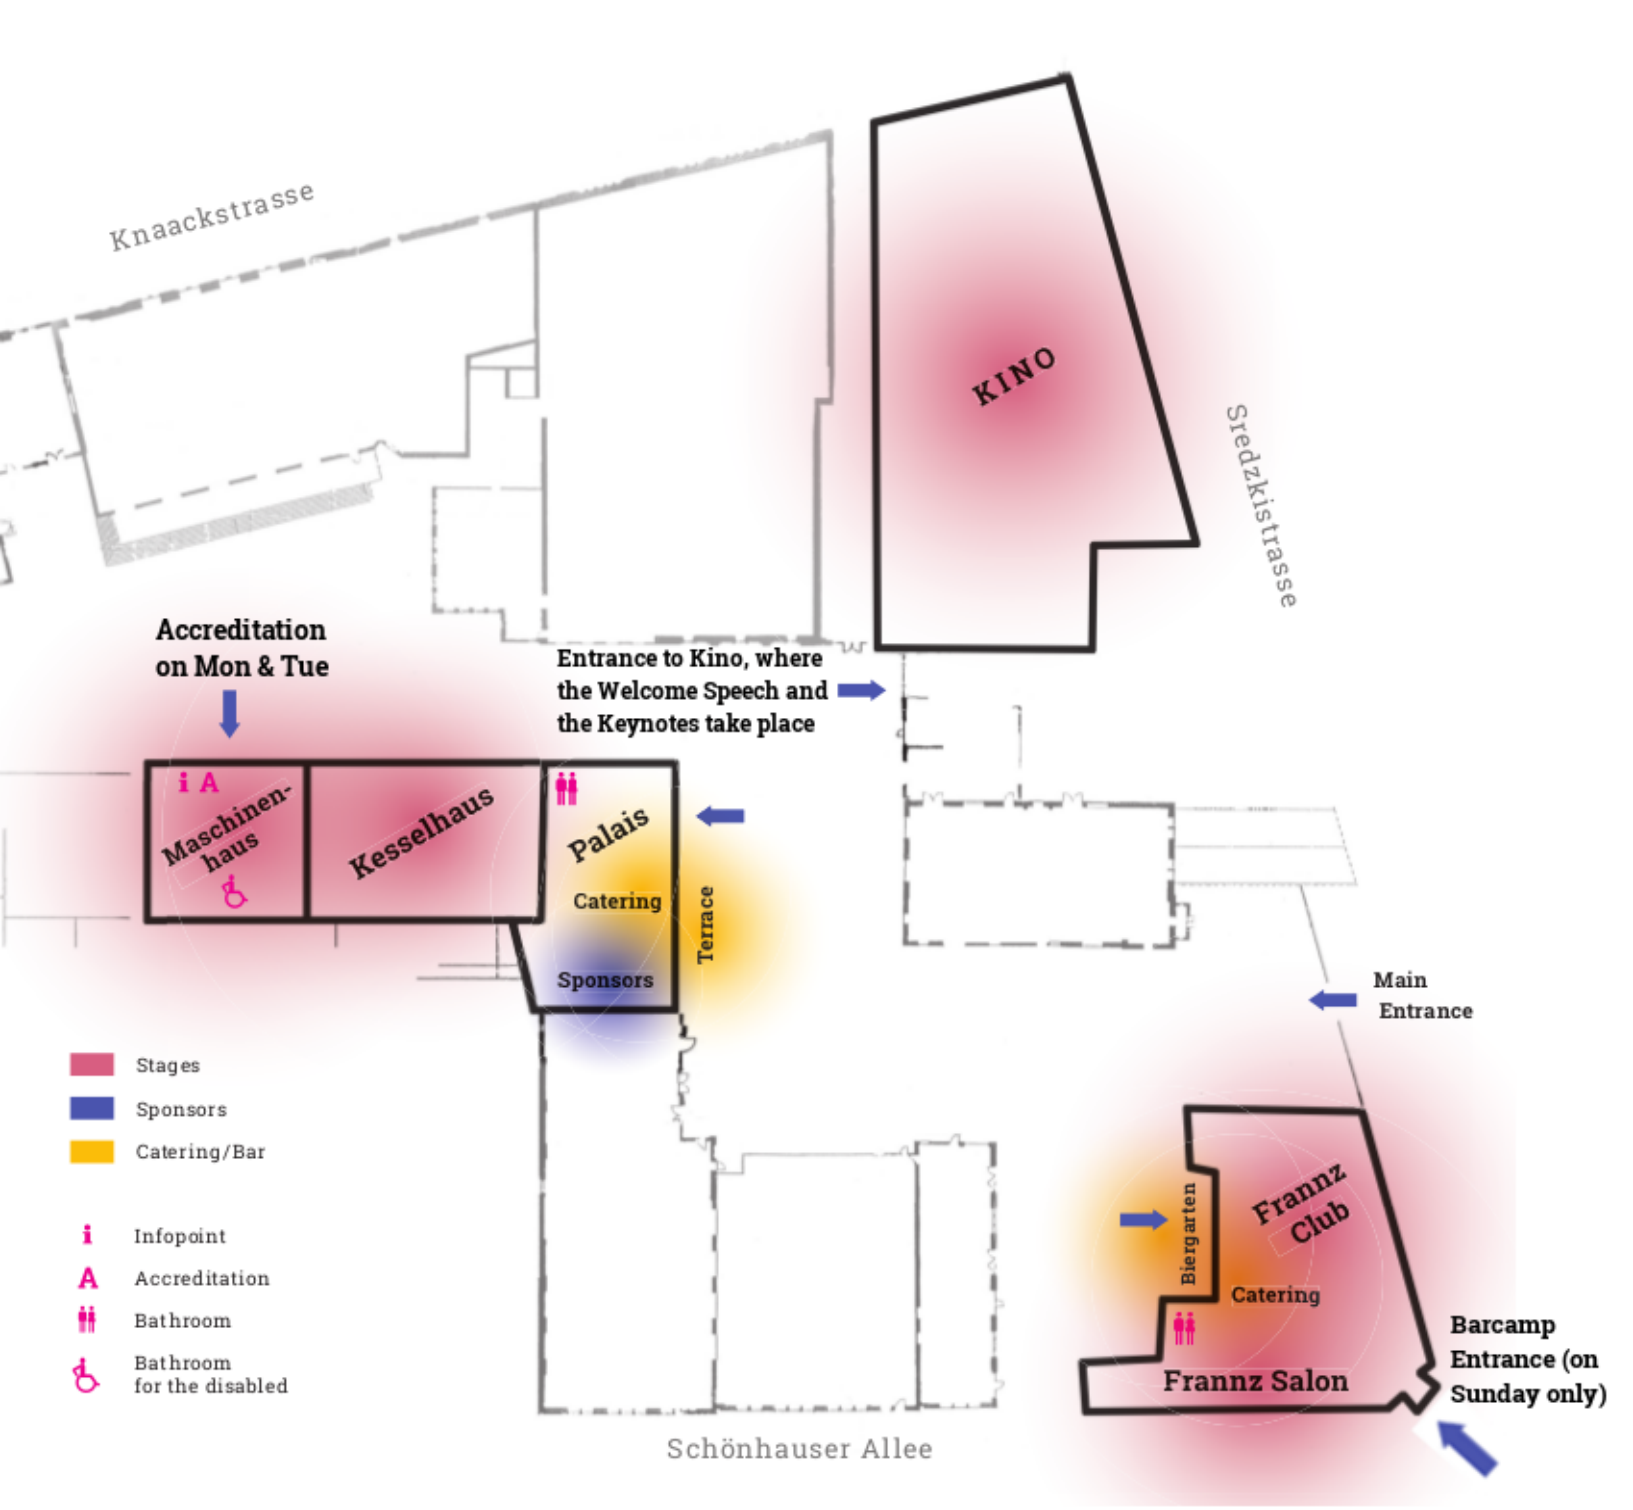 Knaackstrasse
KINO
Sredzkistrasse
Accreditation
on Mon & Tue
Entrance to Kino, where
the Welcome Speech and
the Keynotes take place
i A
Maschinen-
haus
Kesselhaus
Palais
Catering
Sponsors
Terrace
Main
Entrance
Stages
Sponsors
Catering/Bar
i Infopoint
A Accreditation
Bathroom
Bathroom
for the disabled
Frannz
Club
Biergarten
Catering
Frannz Salon
Barcamp
Entrance (on
Sunday only)
Schönhauser Allee